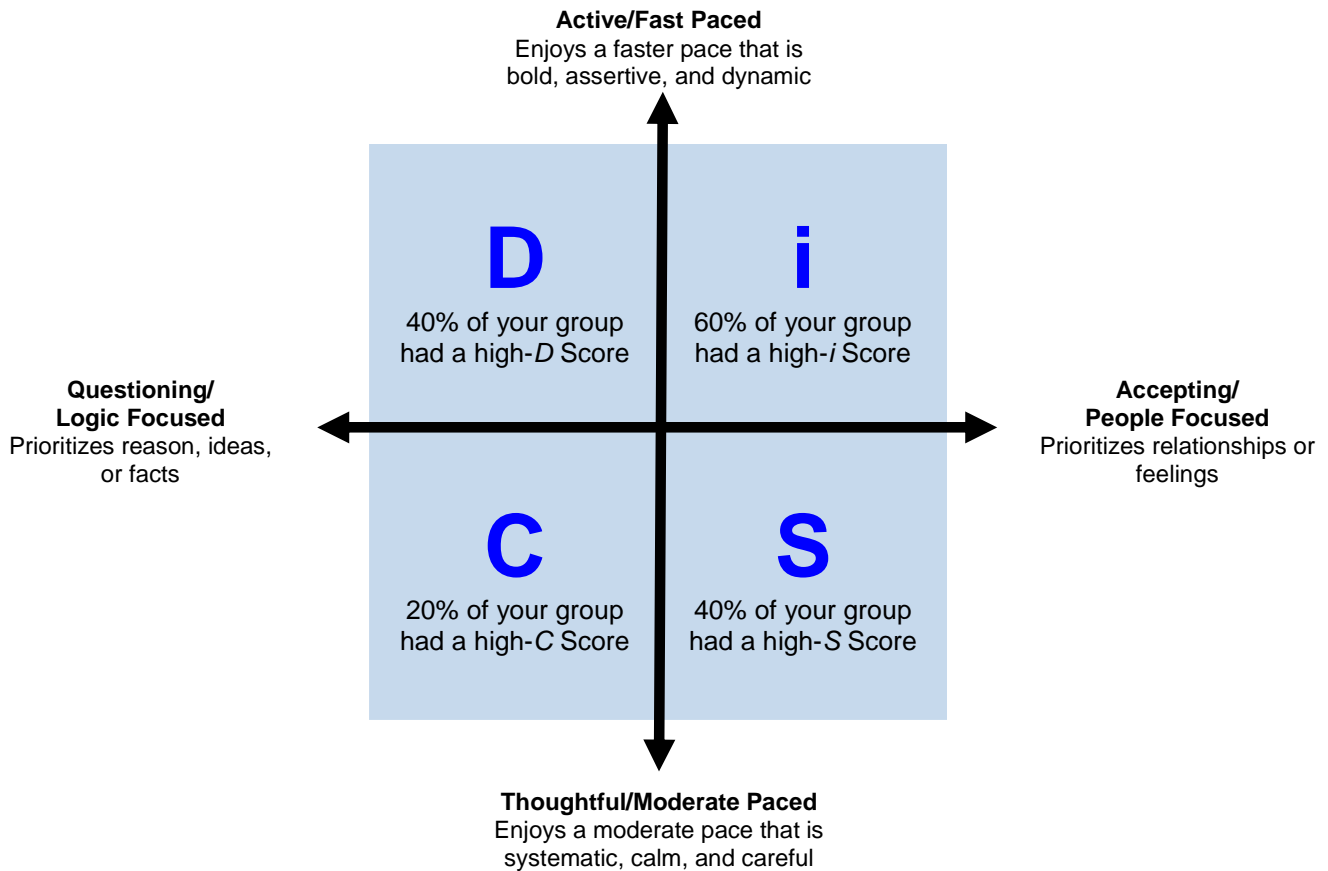 Active/Fast Paced
Enjoys a faster pace that is
bold, assertive, and dynamic
D
40% of your group
had a high-D Score
i
60% of your group
had a high-i Score
Questioning/
Logic Focused
Prioritizes reason, ideas,
or facts
Accepting/
People Focused
Prioritizes relationships or
feelings
C
20% of your group
had a high-C Score
S
40% of your group
had a high-S Score
Thoughtful/Moderate Paced
Enjoys a moderate pace that is
systematic, calm, and careful